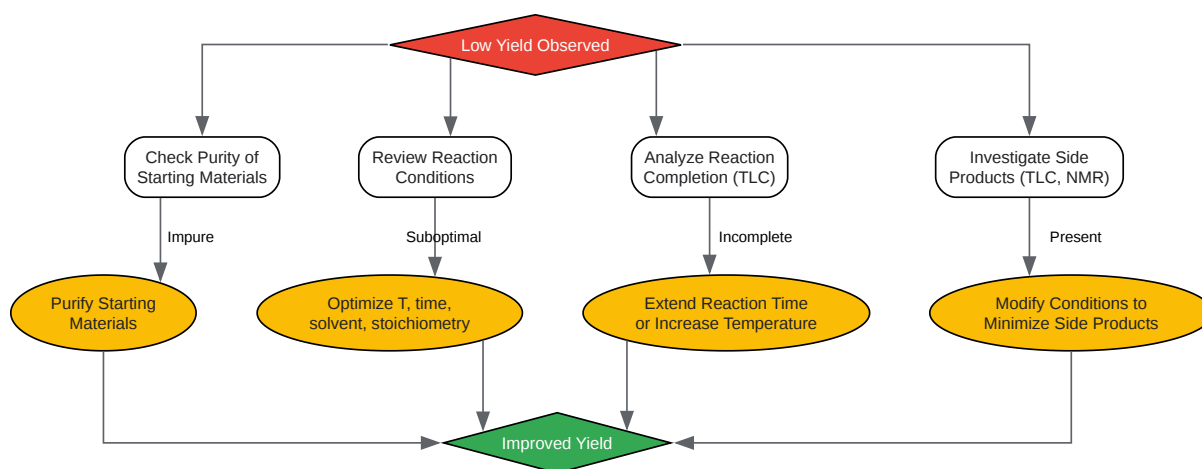 Low Yield Observed
Check Purity of
Starting Materials
Review Reaction
Conditions
Analyze Reaction
Completion (TLC)
Investigate Side
Products (TLC, NMR)
Impure
Suboptimal
Incomplete
Present
Purify Starting
Materials
Optimize T, time,
solvent, stoichiometry
Extend Reaction Time
or Increase Temperature
Modify Conditions to
Minimize Side Products
Improved Yield